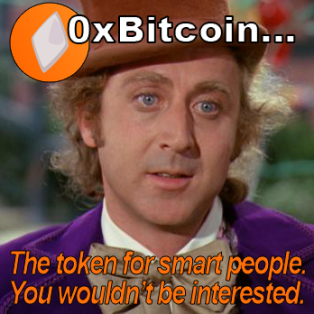 0xBitcoin...
The token for smart people.
You wouldn't be interested.